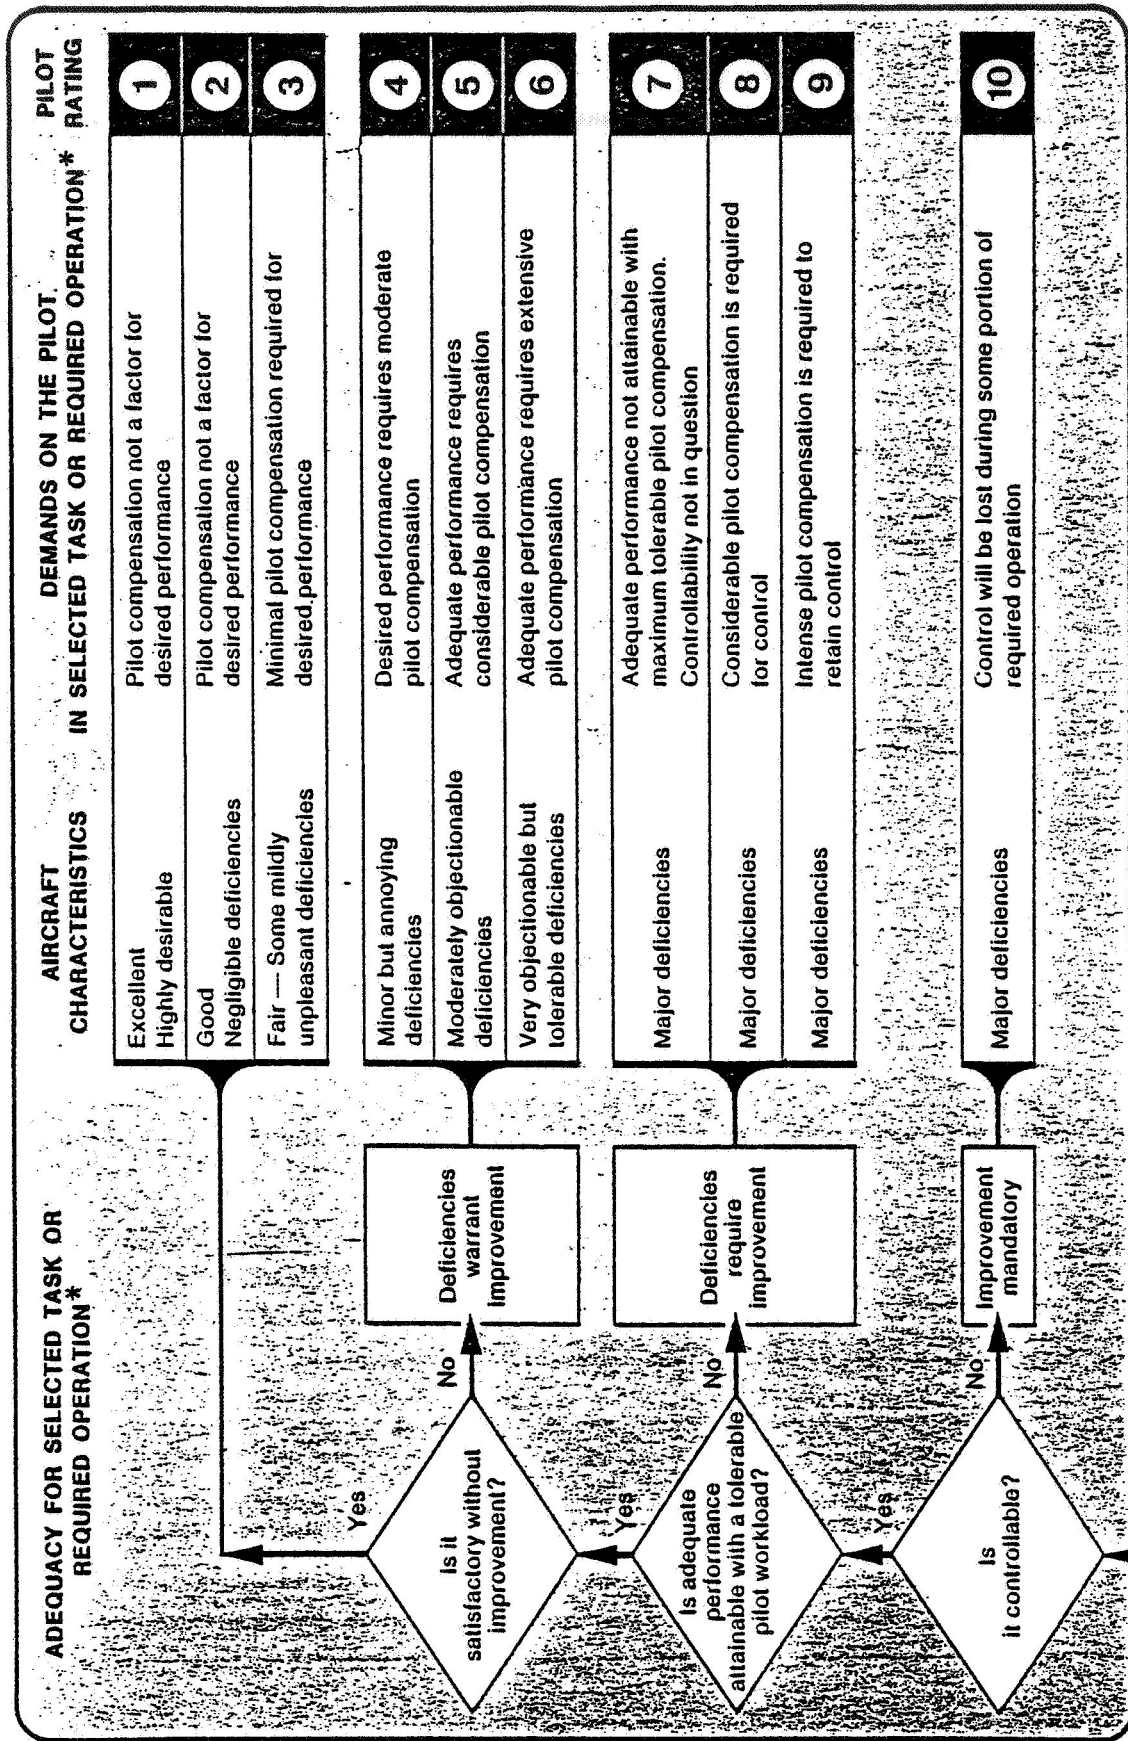 ADEQUACY FOR SELECTED TASK OR
REQUIRED OPERATION*
AIRCRAFT
CHARACTERISTICS
DEMANDS ON THE PILOT
IN SELECTED TASK OR REQUIRED OPERATION*
PILOT
RATING
Excellent
Highly desirable
Pilot compensation not a factor for
desired performance
1
Good
Negligible deficiencies
Pilot compensation not a factor for
desired performance
2
Fair — Some mildly
unpleasant deficiencies
Minimal pilot compensation required for
desired performance
3
Yes
Is it
satisfactory without
improvement?
No
Deficiencies
warrant
improvement
Minor but annoying
deficiencies
Desired performance requires moderate
pilot compensation
4
Moderately objectionable
deficiencies
Adequate performance requires
considerable pilot compensation
5
Very objectionable but
tolerable deficiencies
Adequate performance requires extensive
pilot compensation
6
Yes
Is adequate
performance
attainable with a tolerable
pilot workload?
No
Deficiencies
require
improvement
Major deficiencies
Adequate performance not attainable with
maximum tolerable pilot compensation.
Controllability not in question
7
Major deficiencies
Considerable pilot compensation is required
for control
8
Major deficiencies
Intense pilot compensation is required to
retain control
9
Yes
Is
it controllable?
No
Improvement
mandatory
Major deficiencies
Control will be lost during some portion of
required operation
10